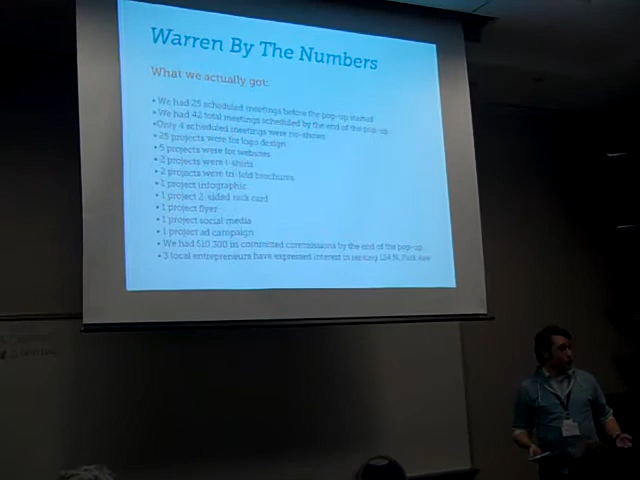 Warren By The Numbers
What we actually got:
• We had 25 scheduled meetings before the pop-up started
• We had 42 total meetings scheduled by the end of the pop-up
• Only 4 scheduled meetings were no-shows
• 25 projects were for logo design
• 5 projects were for websites
• 2 projects were t-shirts
• 2 projects were tri-fold brochures
• 1 project infographic
• 1 project 2-sided rack card
• 1 project flyer
• 1 project social media
• 1 project ad campaign
• We had $10,300 in committed commissions by the end of the pop-up
• 3 local entrepreneurs have expressed interest in renting 134 N. Park Ave